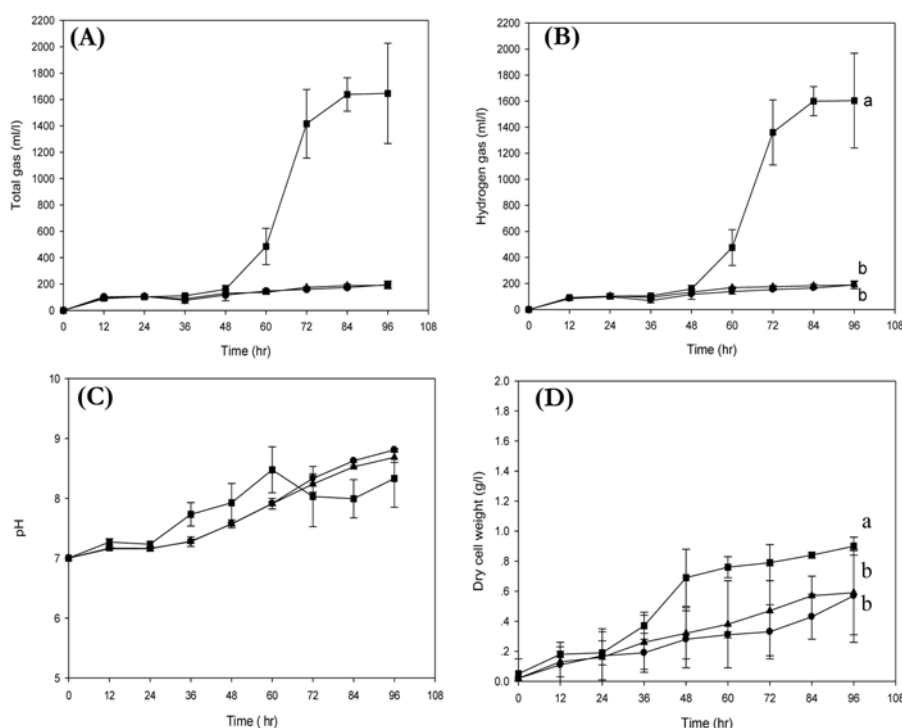 (A)
Total gas (ml/l)
2200
2000
1800
1600
1400
1200
1000
800
600
400
200
0
0 12 24 36 48 60 72 84 96 108
Time (hr)
(B)
Hydrogen gas (ml/l)
2200
2000
1800
1600
1400
1200
1000
800
600
400
200
0
a
b
b
0 12 24 36 48 60 72 84 96 108
Time (hr)
(C)
pH
10
9
8
7
6
5
0 12 24 36 48 60 72 84 96 108
Time ( hr)
(D)
Dry cell weight (g/l)
2.0
1.8
1.6
1.4
1.2
1.0
.8
.6
.4
.2
0.0
a
b
b
0 12 24 36 48 60 72 84 96 108
Time (hr)